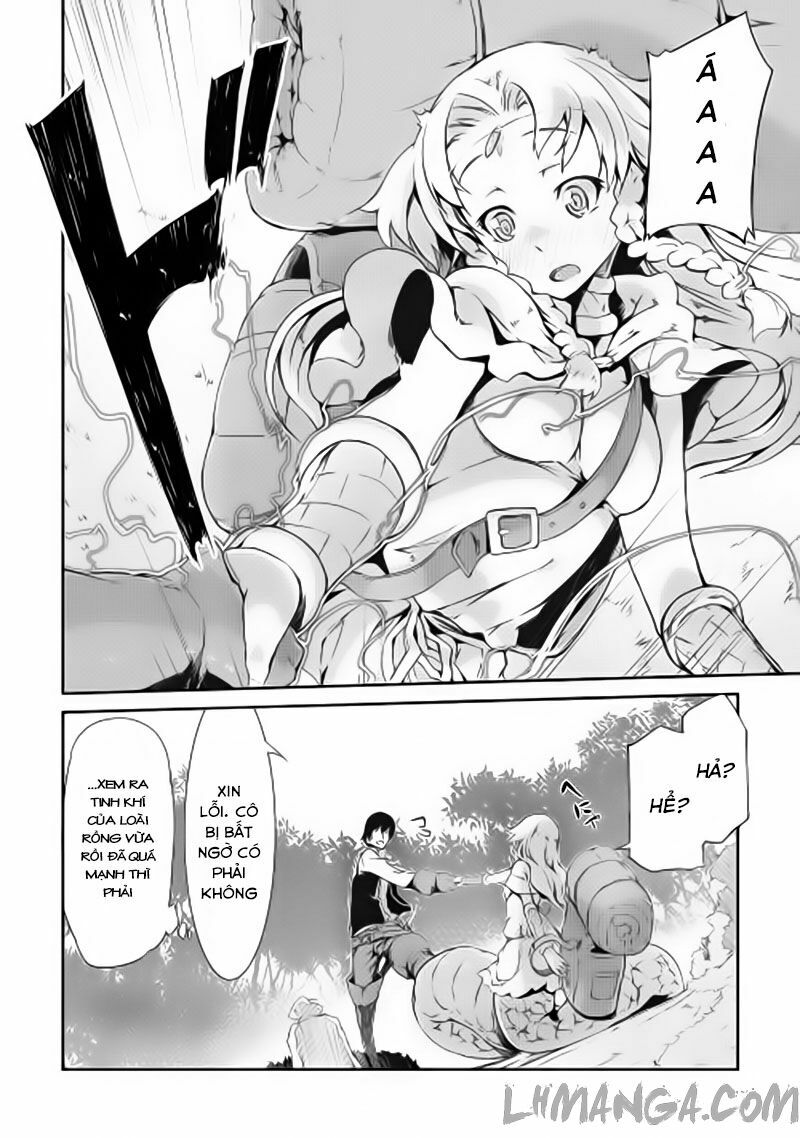 Á
A
A
A
HẢ?
HỂ?
XIN
LỖI. CÔ
BỊ BẤT
NGỜ CÓ
PHẢI
KHÔNG
...XEM RA
TINH KHÍ
CỦA LOÀI
RỒNG VỪA
RỒI ĐÃ QUÁ
MẠNH THÌ
PHẢI
LHMANGA.COM